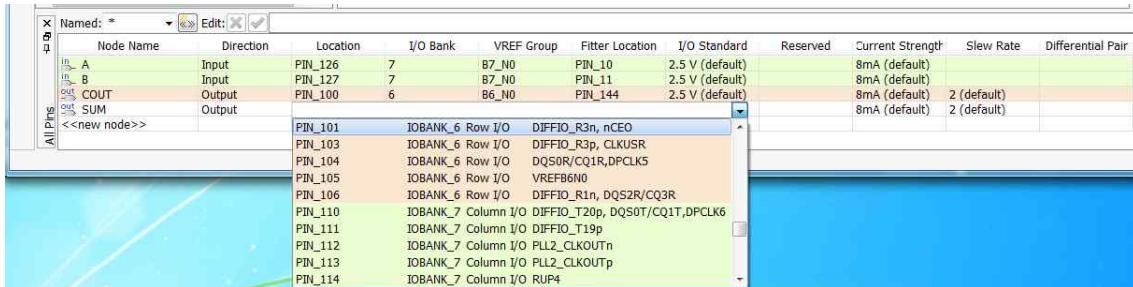 Named: * Edit:
Node Name Direction Location I/O Bank VREF Group Fitter Location I/O Standard Reserved Current Strength Slew Rate Differential Pair
in A Input PIN_126 7 B7_N0 PIN_10 2.5 V (default) 8mA (default)
in B Input PIN_127 7 B7_N0 PIN_11 2.5 V (default) 8mA (default)
out COUT Output PIN_100 6 B6_N0 PIN_144 2.5 V (default) 8mA (default) 2 (default)
out SUM Output 8mA (default) 2 (default)
<<new node>>
All Pins
PIN_101 IOBANK_6 Row I/O DIFFIO_R3n, nCEO
PIN_103 IOBANK_6 Row I/O DIFFIO_R3p, CLKUSR
PIN_104 IOBANK_6 Row I/O DQS0R/CQ1R,DPCLK5
PIN_105 IOBANK_6 Row I/O VREFB6N0
PIN_106 IOBANK_6 Row I/O DIFFIO_R1n, DQS2R/CQ3R
PIN_110 IOBANK_7 Column I/O DIFFIO_T20p, DQS0T/CQ1T,DPCLK6
PIN_111 IOBANK_7 Column I/O DIFFIO_T19p
PIN_112 IOBANK_7 Column I/O PLL2_CLKOUTn
PIN_113 IOBANK_7 Column I/O PLL2_CLKOUTp
PIN_114 IOBANK_7 Column I/O RUP4